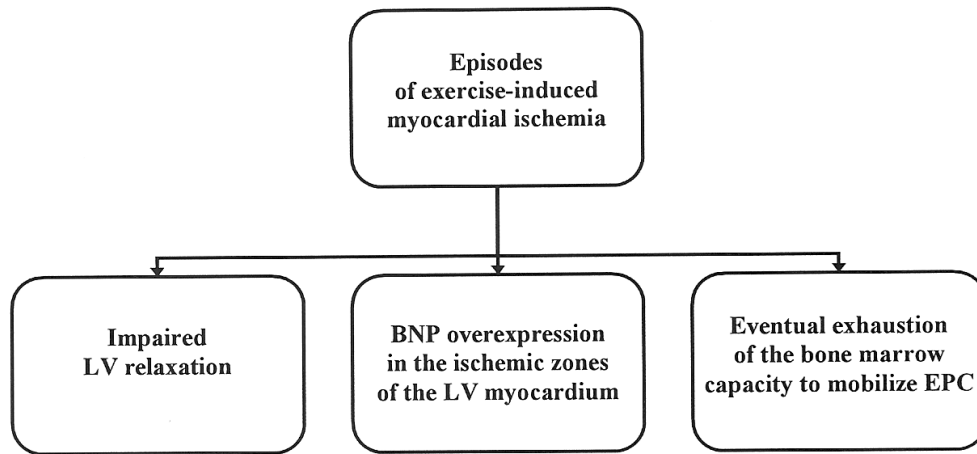 Episodes
of exercise-induced
myocardial ischemia
Impaired
LV relaxation
BNP overexpression
in the ischemic zones
of the LV myocardium
Eventual exhaustion
of the bone marrow
capacity to mobilize EPC